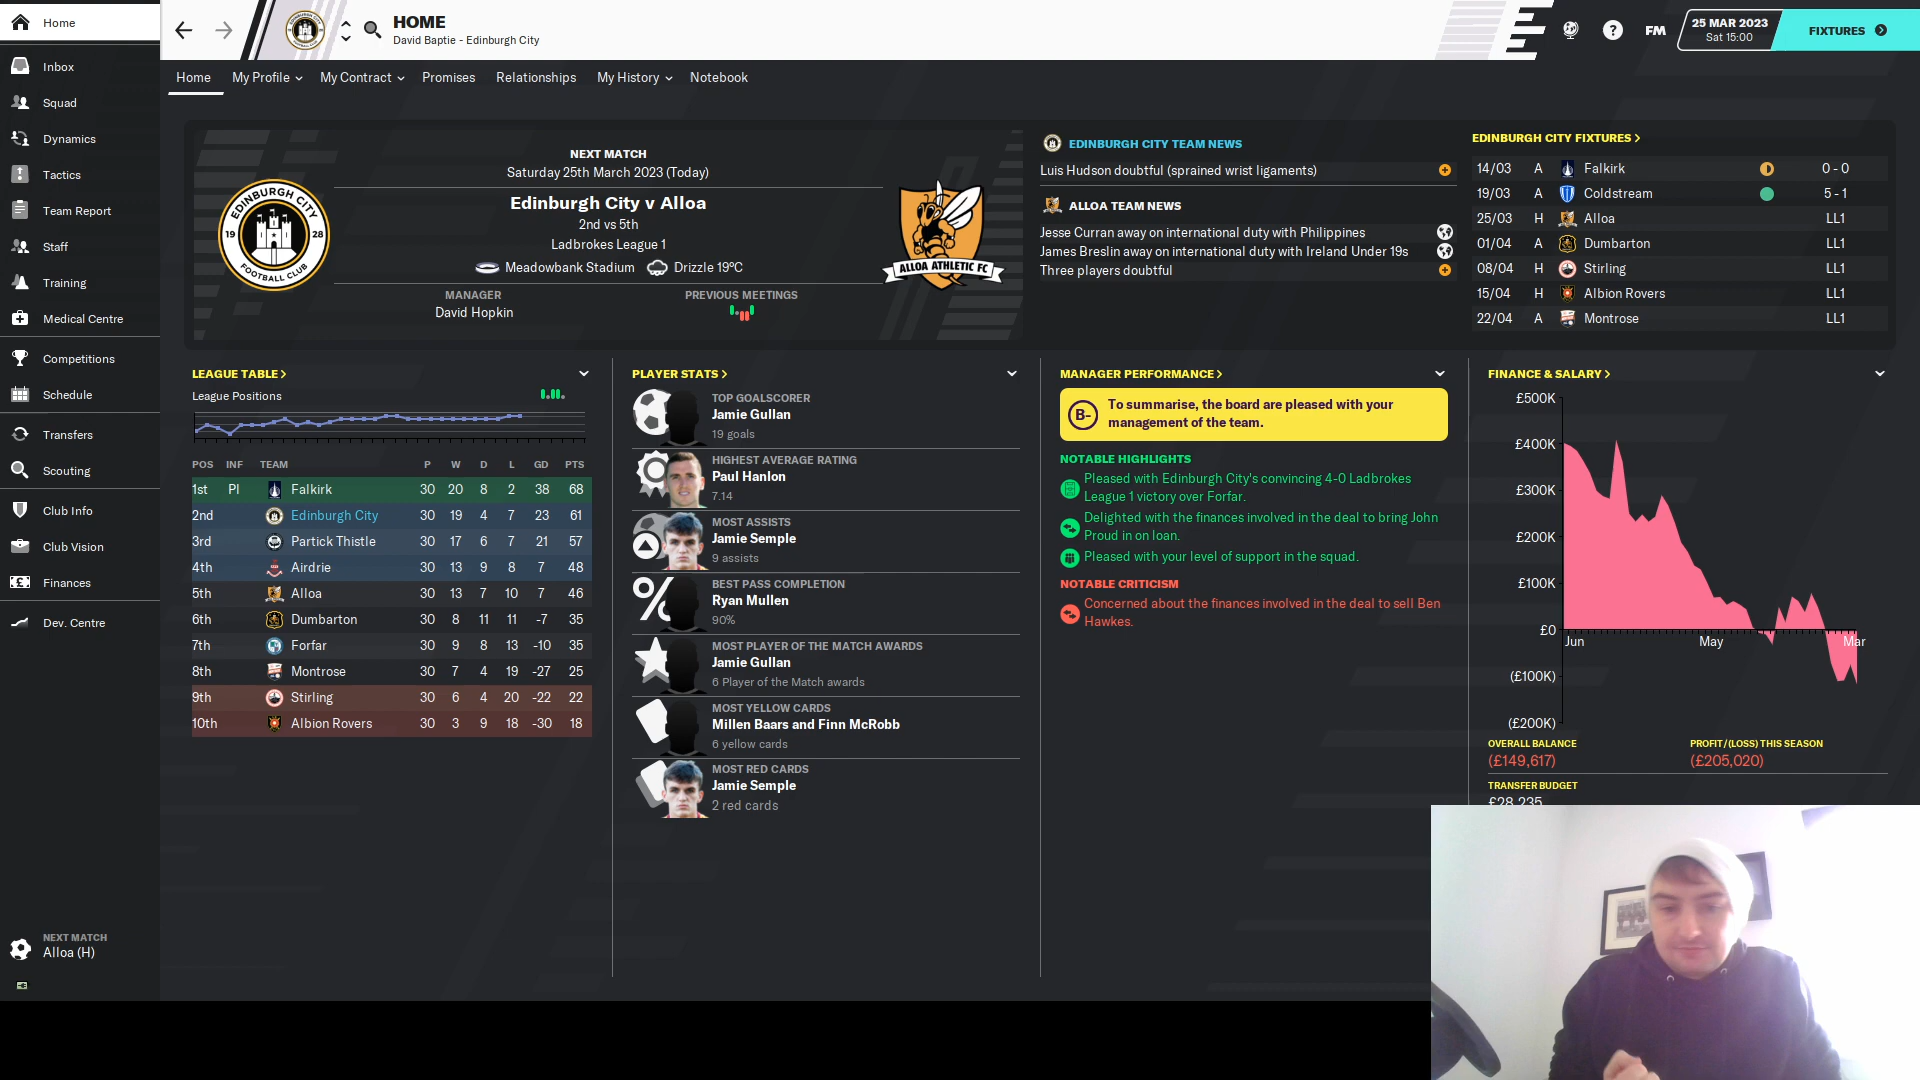 Home
HOME
David Baptie - Edinburgh City
FM
25 MAR 2023
Sat 15:00
FIXTURES
Home
My Profile
My Contract
Promises
Relationships
My History
Notebook
Inbox
Squad
Dynamics
Tactics
Team Report
Staff
Training
Medical Centre
Competitions
Schedule
Transfers
Scouting
Club Info
Club Vision
Finances
Dev. Centre
NEXT MATCH
Alloa (H)
EDINBURGH CITY
19 28
FOOTBALL CLUB
NEXT MATCH
Saturday 25th March 2023 (Today)
Edinburgh City v Alloa
2nd vs 5th
Ladbrokes League 1
Meadowbank Stadium Drizzle 19°C
MANAGER
David Hopkin
PREVIOUS MEETINGS
ALLOA ATHLETIC FC
EDINBURGH CITY TEAM NEWS
Luis Hudson doubtful (sprained wrist ligaments)
ALLOA TEAM NEWS
Jesse Curran away on international duty with Philippines
James Breslin away on international duty with Ireland Under 19s
Three players doubtful
EDINBURGH CITY FIXTURES >
14/03 A Falkirk 0 - 0
19/03 A Coldstream 5 - 1
25/03 H Alloa LL1
01/04 A Dumbarton LL1
08/04 H Stirling LL1
15/04 H Albion Rovers LL1
22/04 A Montrose LL1
LEAGUE TABLE >
League Positions
POS INF TEAM P W D L GD PTS
1st Pl Falkirk 30 20 8 2 38 68
2nd Edinburgh City 30 19 4 7 23 61
3rd Partick Thistle 30 17 6 7 21 57
4th Airdrie 30 13 9 8 7 48
5th Alloa 30 13 7 10 7 46
6th Dumbarton 30 8 11 11 -7 35
7th Forfar 30 9 8 13 -10 35
8th Montrose 30 7 4 19 -27 25
9th Stirling 30 6 4 20 -22 22
10th Albion Rovers 30 3 9 18 -30 18
PLAYER STATS >
TOP GOALSCORER
Jamie Gullan
19 goals
HIGHEST AVERAGE RATING
Paul Hanlon
7.14
MOST ASSISTS
Jamie Semple
9 assists
BEST PASS COMPLETION
Ryan Mullen
90%
MOST PLAYER OF THE MATCH AWARDS
Jamie Gullan
6 Player of the Match awards
MOST YELLOW CARDS
Millen Baars and Finn McRobb
6 yellow cards
MOST RED CARDS
Jamie Semple
2 red cards
MANAGER PERFORMANCE >
B-
To summarise, the board are pleased with your
management of the team.
NOTABLE HIGHLIGHTS
Pleased with Edinburgh City's convincing 4-0 Ladbrokes
League 1 victory over Forfar.
Delighted with the finances involved in the deal to bring John
Proud in on loan.
Pleased with your level of support in the squad.
NOTABLE CRITICISM
Concerned about the finances involved in the deal to sell Ben
Hawkes.
FINANCE & SALARY >
£500K
£400K
£300K
£200K
£100K
£0
(£100K)
(£200K)
Jun May Mar
OVERALL BALANCE
(£149,617)
PROFIT/(LOSS) THIS SEASON
(£205,020)
TRANSFER BUDGET
£28,235